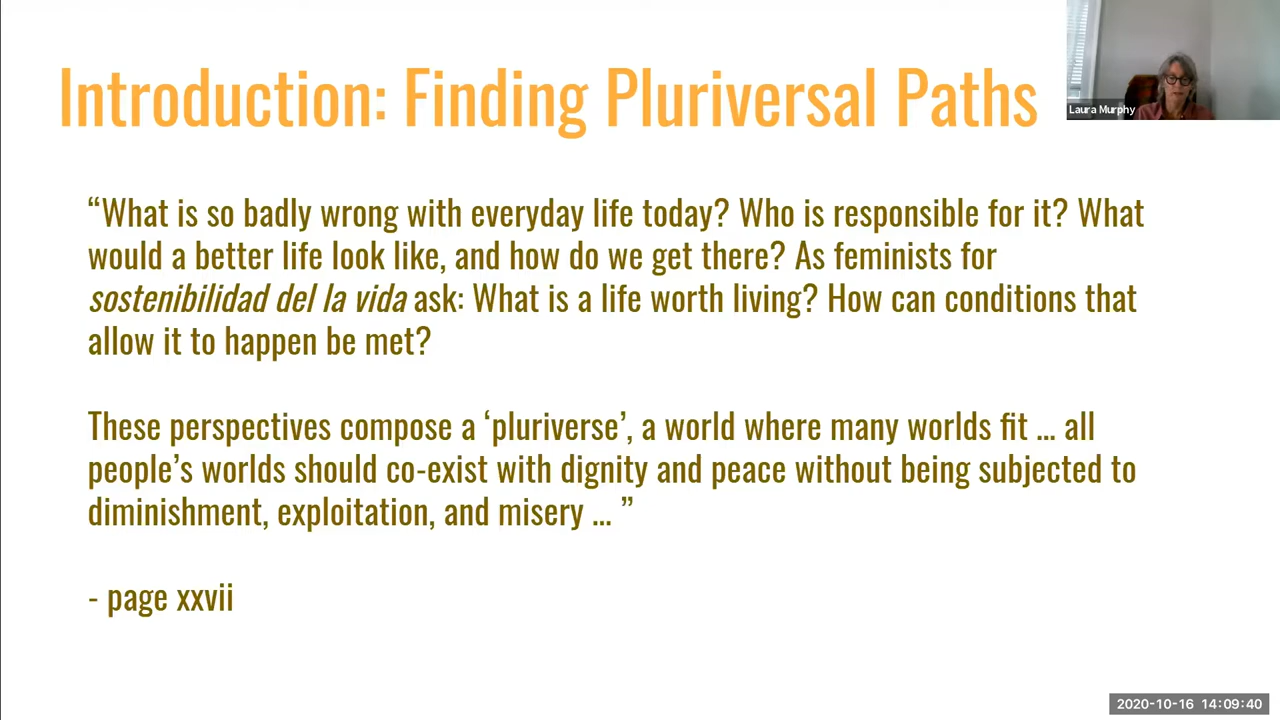 Introduction: Finding Pluriversal Paths
Laura Murphy
“What is so badly wrong with everyday life today? Who is responsible for it? What
would a better life look like, and how do we get there? As feminists for
sostenibilidad del la vida ask: What is a life worth living? How can conditions that
allow it to happen be met?
These perspectives compose a ‘pluriverse’, a world where many worlds fit ... all
people’s worlds should co-exist with dignity and peace without being subjected to
diminishment, exploitation, and misery ... ”
- page xxvii
2020-10-16 14:09:40